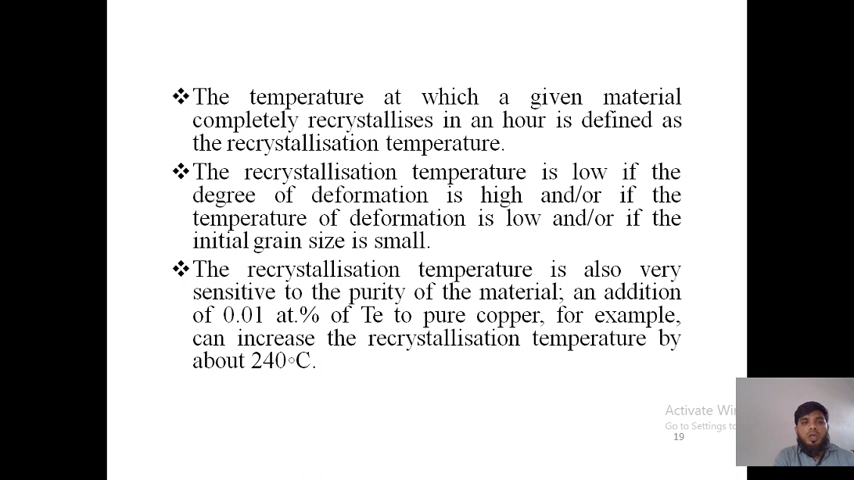 ❖The temperature at which a given material
completely recrystallises in an hour is defined as
the recrystallisation temperature.
❖The recrystallisation temperature is low if the
degree of deformation is high and/or if the
temperature of deformation is low and/or if the
initial grain size is small.
❖The recrystallisation temperature is also very
sensitive to the purity of the material; an addition
of 0.01 at.% of Te to pure copper, for example,
can increase the recrystallisation temperature by
about 240◦C.
Activate Wi
Go to Settings to
19